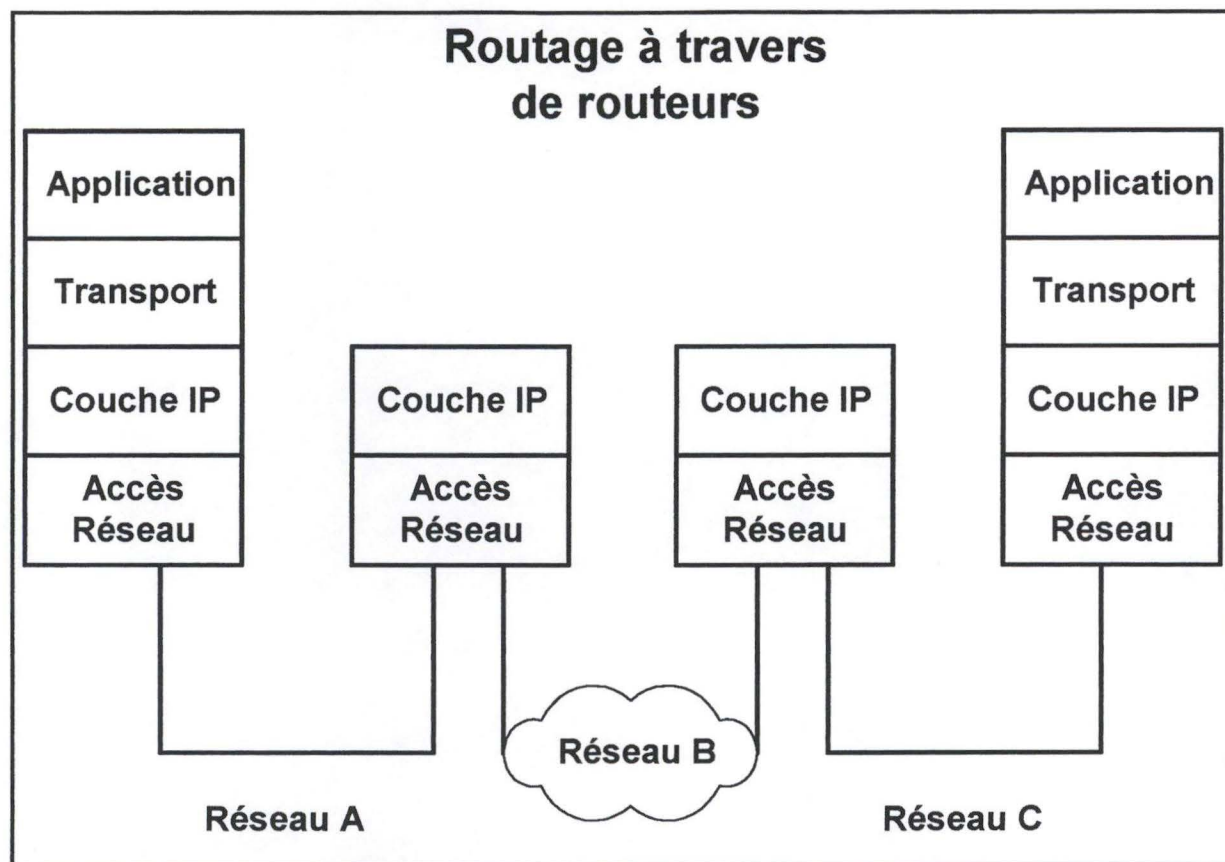 Routage à travers
de routeurs
Application
Transport
Couche IP
Accès
Réseau
Couche IP
Accès
Réseau
Couche IP
Accès
Réseau
Application
Transport
Couche IP
Accès
Réseau
Réseau A
Réseau B
Réseau C